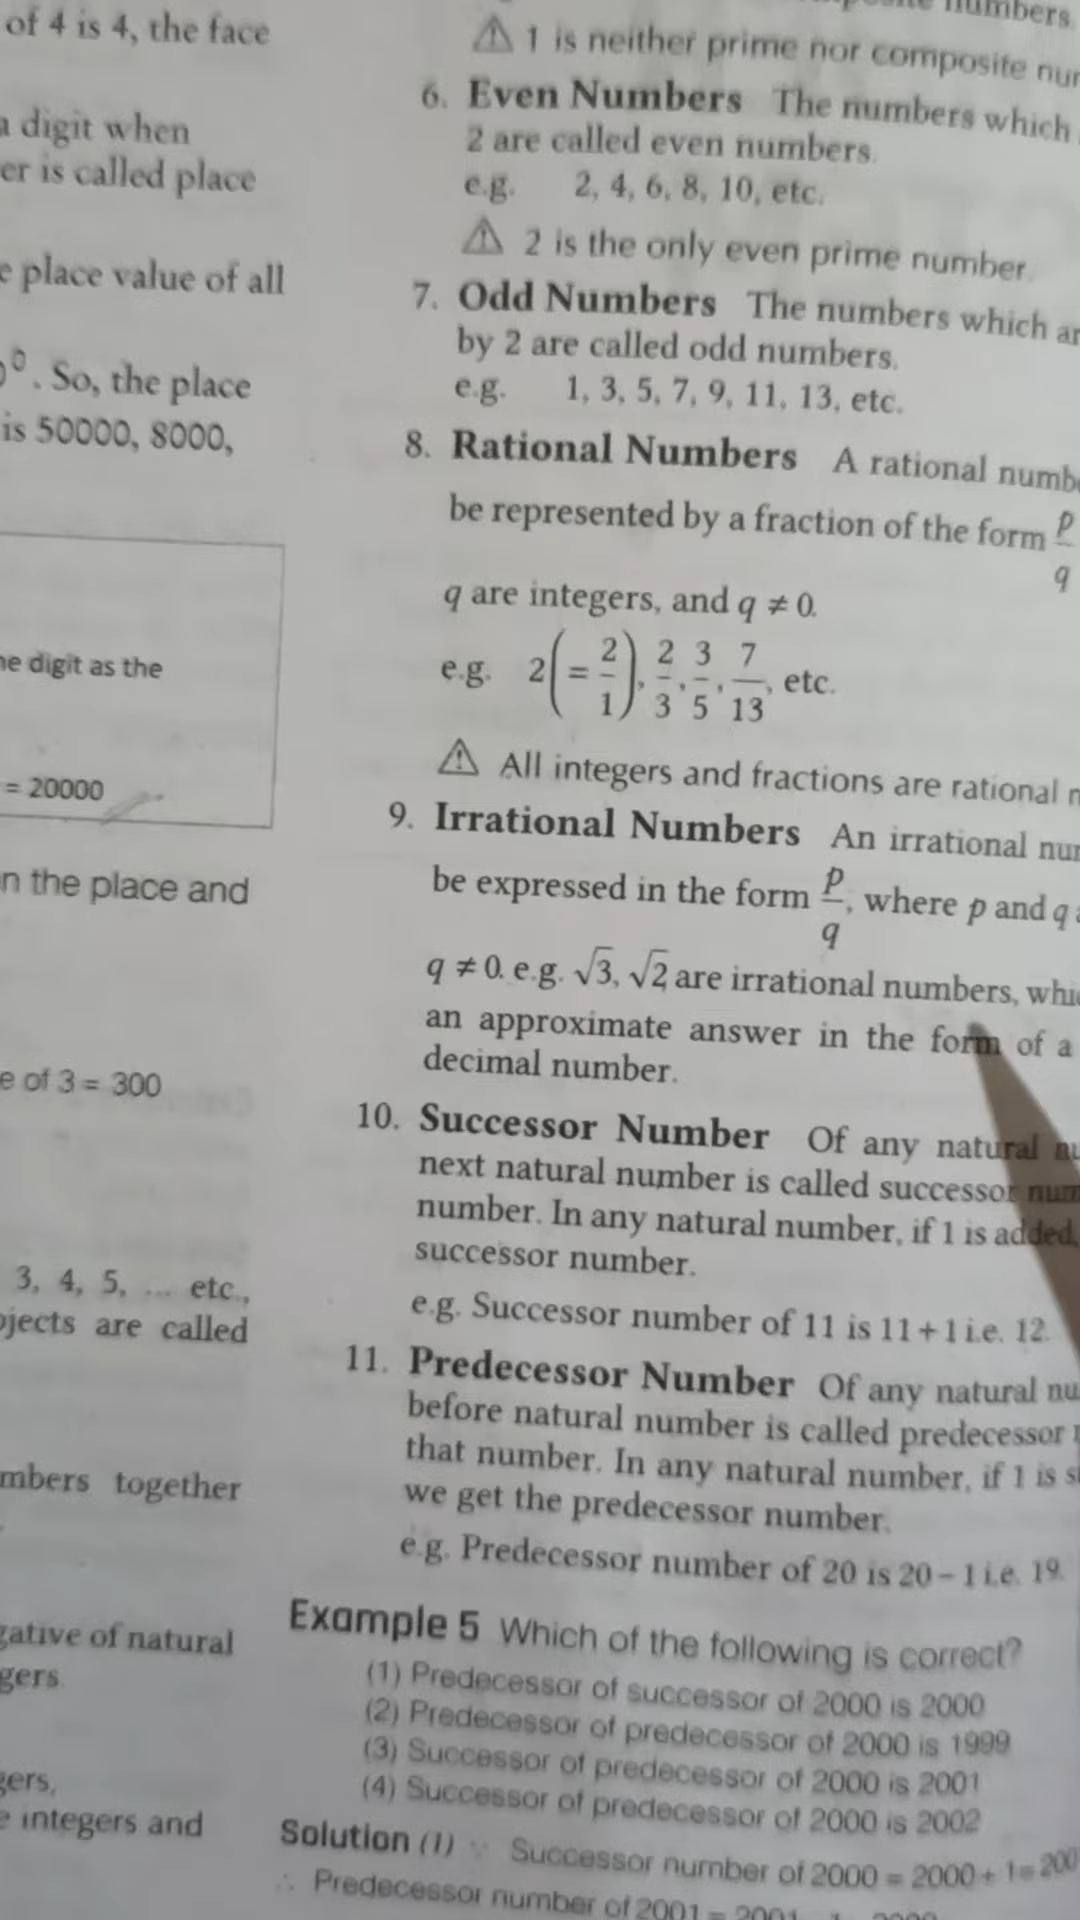 of 4 is 4, the face
a digit when
er is called place
e place value of all
So, the place
is 50000, 8000,
ne digit as the
= 20000
n the place and
e of 3 = 300
3, 4, 5, ... etc.,
bjects are called
mbers together
gative of natural
gers
gers,
e integers and
numbers.
⚠ 1 is neither prime nor composite nur
6. Even Numbers The numbers which
2 are called even numbers.
e.g. 2, 4, 6, 8, 10, etc.
⚠ 2 is the only even prime number.
7. Odd Numbers The numbers which ar
by 2 are called odd numbers.
e.g. 1, 3, 5, 7, 9, 11, 13, etc.
8. Rational Numbers A rational numbe
be represented by a fraction of the form p/q
q are integers, and q ≠ 0.
e.g. 2(= 2/1), 2/3, 3/5, 7/13, etc.
⚠ All integers and fractions are rational n
9. Irrational Numbers An irrational nur
be expressed in the form p/q, where p and q a
q ≠ 0. e.g. √3, √2 are irrational numbers, whic
an approximate answer in the form of a
decimal number.
10. Successor Number Of any natural nu
next natural number is called successor num
number. In any natural number, if 1 is added,
successor number.
e.g. Successor number of 11 is 11 + 1 i.e. 12.
11. Predecessor Number Of any natural nu
before natural number is called predecessor n
that number. In any natural number, if 1 is s
we get the predecessor number.
e.g. Predecessor number of 20 is 20 – 1 i.e. 19.
Example 5 Which of the following is correct?
(1) Predecessor of successor of 2000 is 2000
(2) Predecessor of predecessor of 2000 is 1999
(3) Successor of predecessor of 2000 is 2001
(4) Successor of predecessor of 2000 is 2002
Solution (1) ∵ Successor number of 2000 = 2000 + 1 = 200
∴ Predecessor number of 2001 = 2001